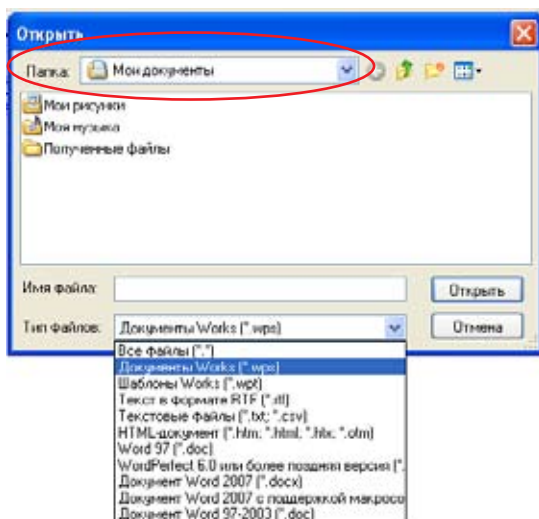 Открыть
Папка: Мои документы
Мои рисунки
Моя музыка
Полученные файлы
Имя файла:
Открыть
Тип файлов: Документы Works (*.wps)
Отмена
Все файлы (*.*)
Документы Works (*.wps)
Шаблоны Works (*.wpt)
Текст в формате RTF (*.rtf)
Текстовые файлы (*.txt; *.csv)
HTML-документ (*.htm; *.html; *.htx; *.otm)
Word 97 (*.doc)
WordPerfect 6.0 или более поздняя версия (*.
Документ Word 2007 (*.docx)
Документ Word 2007 с поддержкой макросо
Документ Word 97-2003 (*.doc)